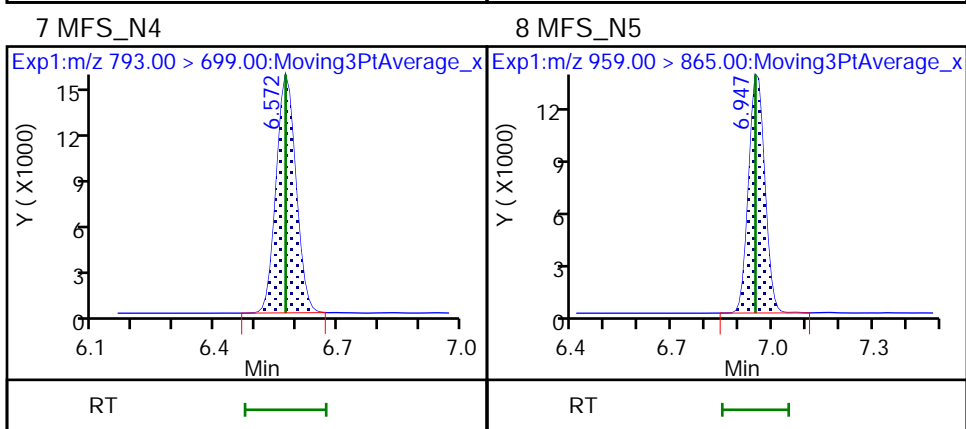 7 MFS_N4
Exp1:m/z 793.00 > 699.00:Moving3PtAverage_x
6.572
Y ( X1000)
15
12
9
6
3
0
6.1 6.4 6.7 7.0
Min
RT
8 MFS_N5
Exp1:m/z 959.00 > 865.00:Moving3PtAverage_x
6.947
Y ( X1000)
12
9
6
3
0
6.4 6.7 7.0 7.3
Min
RT